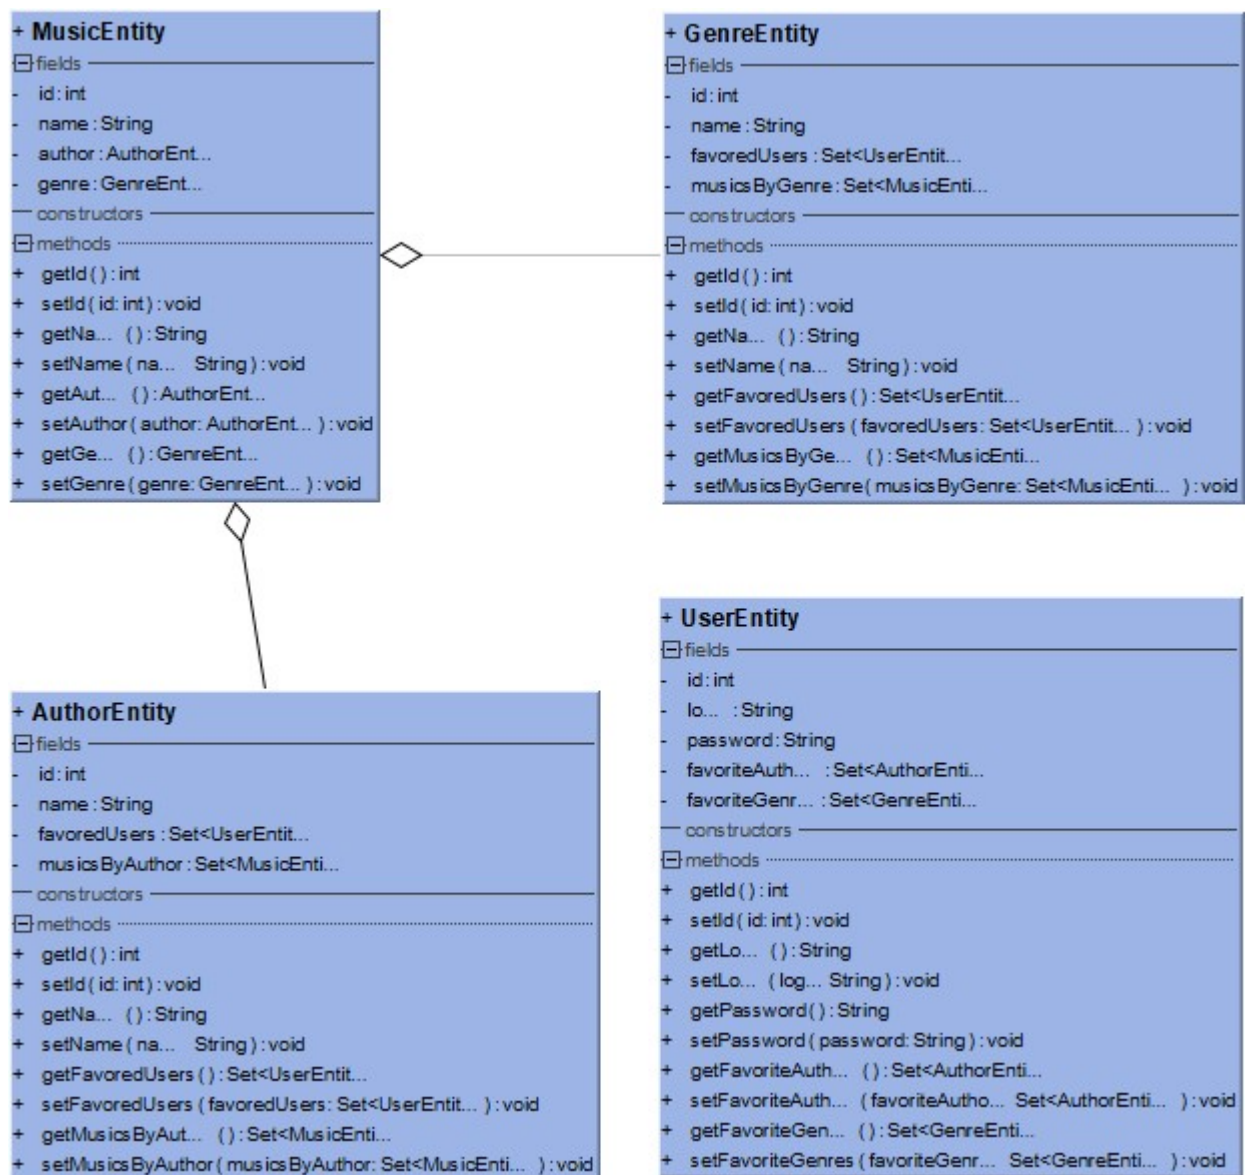 + MusicEntity
fields
- id : int
- name : String
- author : AuthorEnt...
- genre : GenreEnt...
constructors
methods
+ getId ( ) : int
+ setId ( id: int ) : void
+ getNa... ( ) : String
+ setName ( na... String ) : void
+ getAut... ( ) : AuthorEnt...
+ setAuthor ( author: AuthorEnt... ) : void
+ getGe... ( ) : GenreEnt...
+ setGenre ( genre: GenreEnt... ) : void
+ GenreEntity
fields
- id : int
- name : String
- favoredUsers : Set<UserEntit...
- musicsByGenre : Set<MusicEnti...
constructors
methods
+ getId ( ) : int
+ setId ( id: int ) : void
+ getNa... ( ) : String
+ setName ( na... String ) : void
+ getFavoredUsers ( ) : Set<UserEntit...
+ setFavoredUsers ( favoredUsers: Set<UserEntit... ) : void
+ getMusicsByGe... ( ) : Set<MusicEnti...
+ setMusicsByGenre ( musicsByGenre: Set<MusicEnti... ) : void
+ AuthorEntity
fields
- id : int
- name : String
- favoredUsers : Set<UserEntit...
- musicsByAuthor : Set<MusicEnti...
constructors
methods
+ getId ( ) : int
+ setId ( id: int ) : void
+ getNa... ( ) : String
+ setName ( na... String ) : void
+ getFavoredUsers ( ) : Set<UserEntit...
+ setFavoredUsers ( favoredUsers: Set<UserEntit... ) : void
+ getMusicsByAut... ( ) : Set<MusicEnti...
+ setMusicsByAuthor ( musicsByAuthor: Set<MusicEnti... ) : void
+ UserEntity
fields
- id : int
- lo... : String
- password : String
- favoriteAuth... : Set<AuthorEnti...
- favoriteGenr... : Set<GenreEnti...
constructors
methods
+ getId ( ) : int
+ setId ( id: int ) : void
+ getLo... ( ) : String
+ setLo... ( log... String ) : void
+ getPassword ( ) : String
+ setPassword ( password: String ) : void
+ getFavoriteAuth... ( ) : Set<AuthorEnti...
+ setFavoriteAuth... ( favoriteAutho... Set<AuthorEnti... ) : void
+ getFavoriteGen... ( ) : Set<GenreEnti...
+ setFavoriteGenres ( favoriteGenr... Set<GenreEnti... ) : void